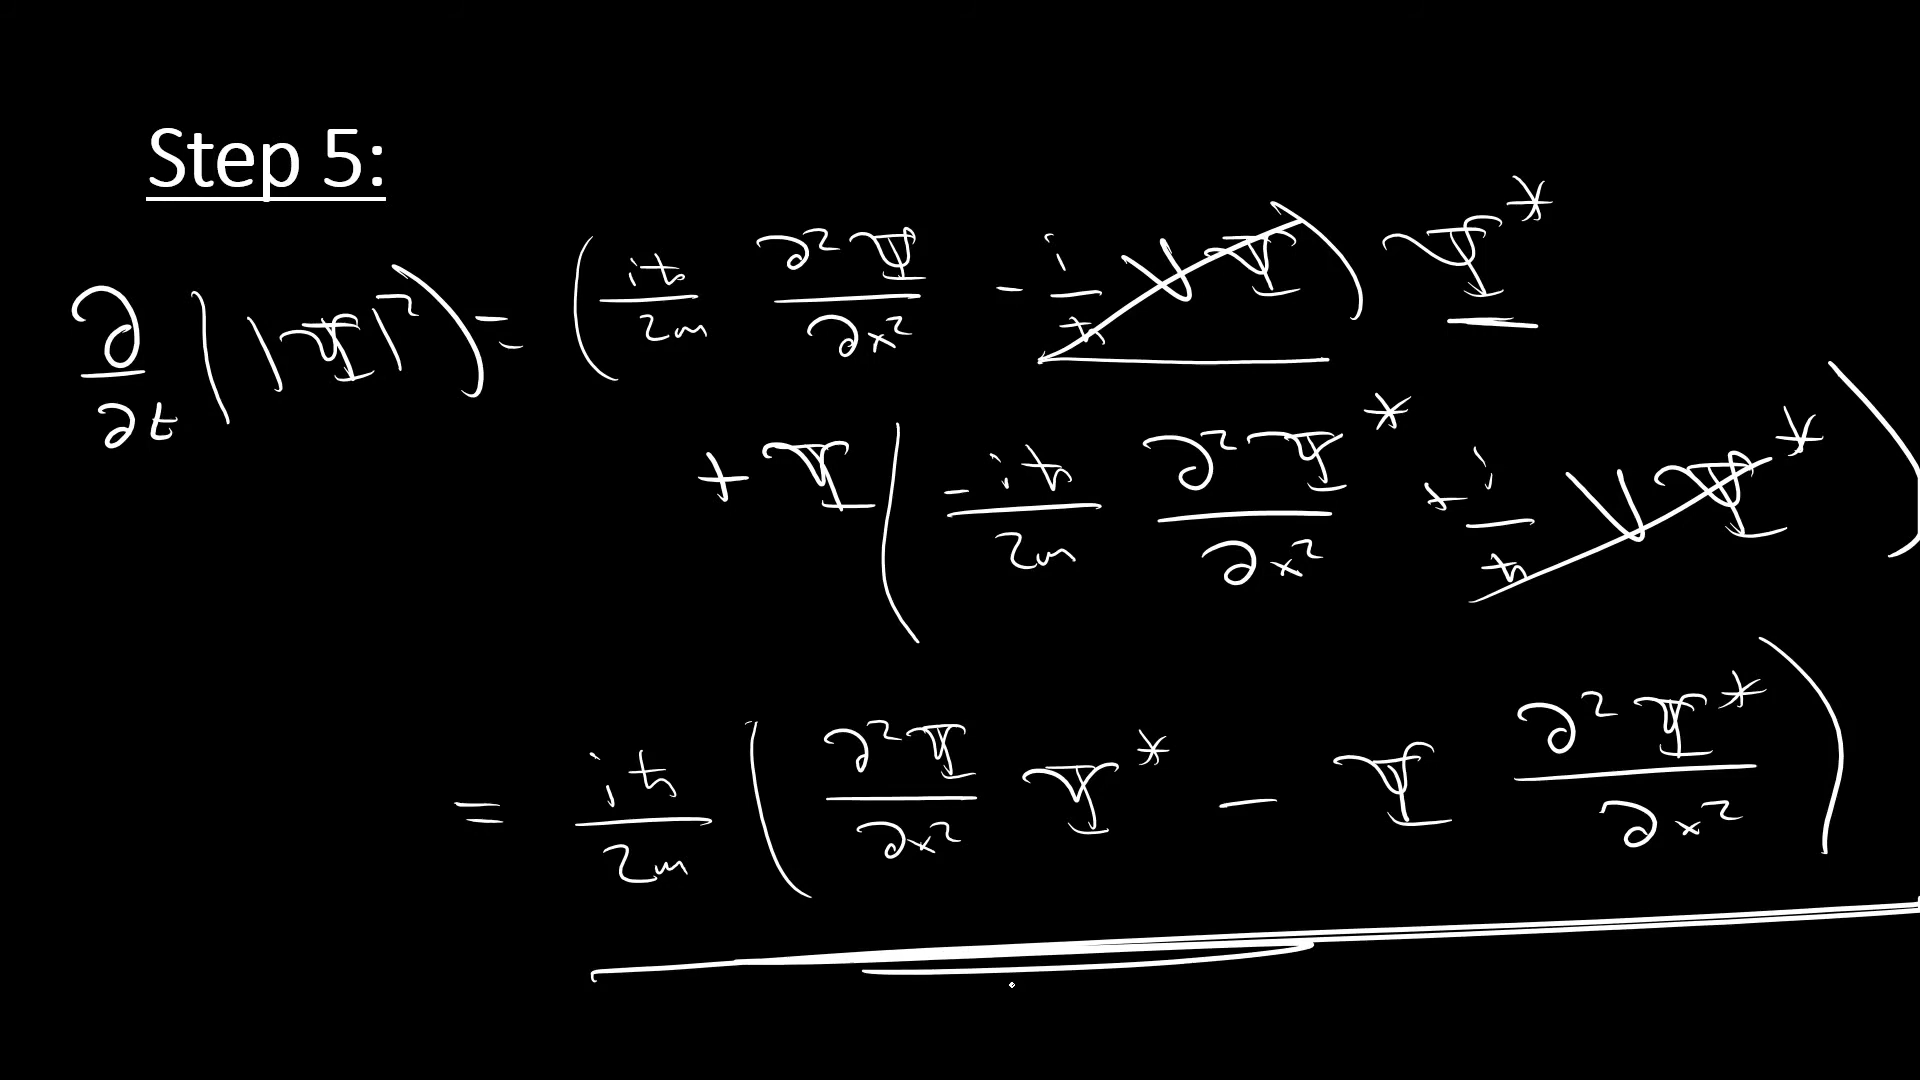 Step 5:
∂/∂t (|Ψ|²) = (iħ/2m ∂²Ψ/∂x² - i/ħ VΨ) Ψ*
+ Ψ (-iħ/2m ∂²Ψ*/∂x² + i/ħ VΨ*)
= iħ/2m (∂²Ψ/∂x² Ψ* - Ψ ∂²Ψ*/∂x²)